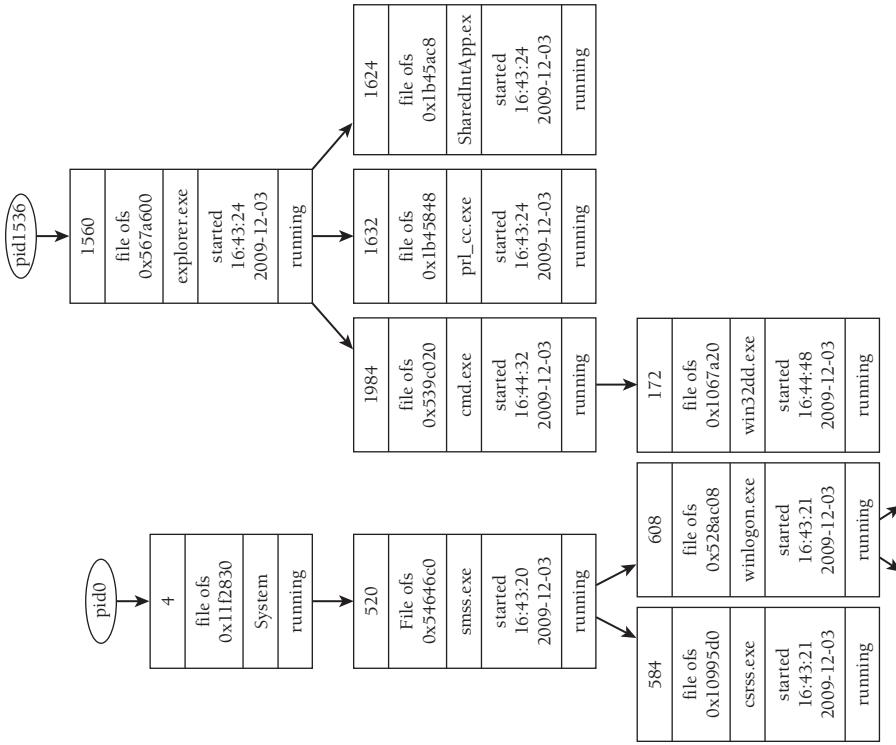 pid1536
1560
file ofs
0x567a600
explorer.exe
started
16:43:24
2009-12-03
running
1984
file ofs
0x539c020
cmd.exe
started
16:44:32
2009-12-03
running
1632
file ofs
0x1b45848
prl_cc.exe
started
16:43:24
2009-12-03
running
1624
file ofs
0x1b45ac8
SharedIntApp.ex
started
16:43:24
2009-12-03
running
172
file ofs
0x1067a20
win32dd.exe
started
16:44:48
2009-12-03
running
pid0
4
file ofs
0x11f2830
System
running
520
File ofs
0x54646c0
smss.exe
started
16:43:20
2009-12-03
running
584
file ofs
0x10995d0
csrss.exe
started
16:43:21
2009-12-03
running
608
file ofs
0x528ac08
winlogon.exe
started
16:43:21
2009-12-03
running